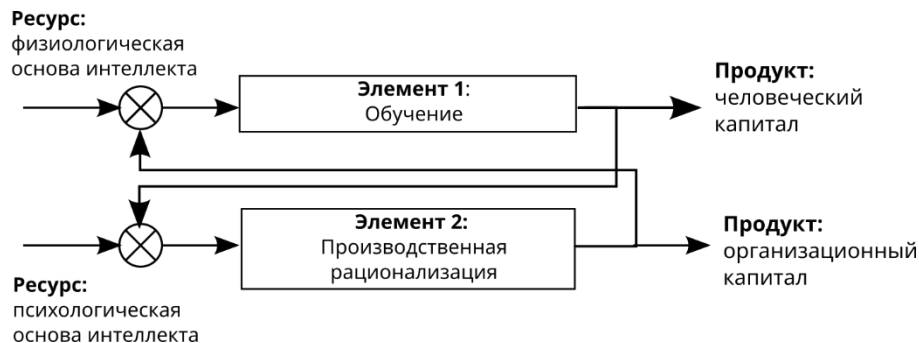 Ресурс:
физиологическая
основа интеллекта
Элемент 1:
Обучение
Продукт:
человеческий
капитал
Элемент 2:
Производственная
рационализация
Продукт:
организационный
капитал
Ресурс:
психологическая
основа интеллекта